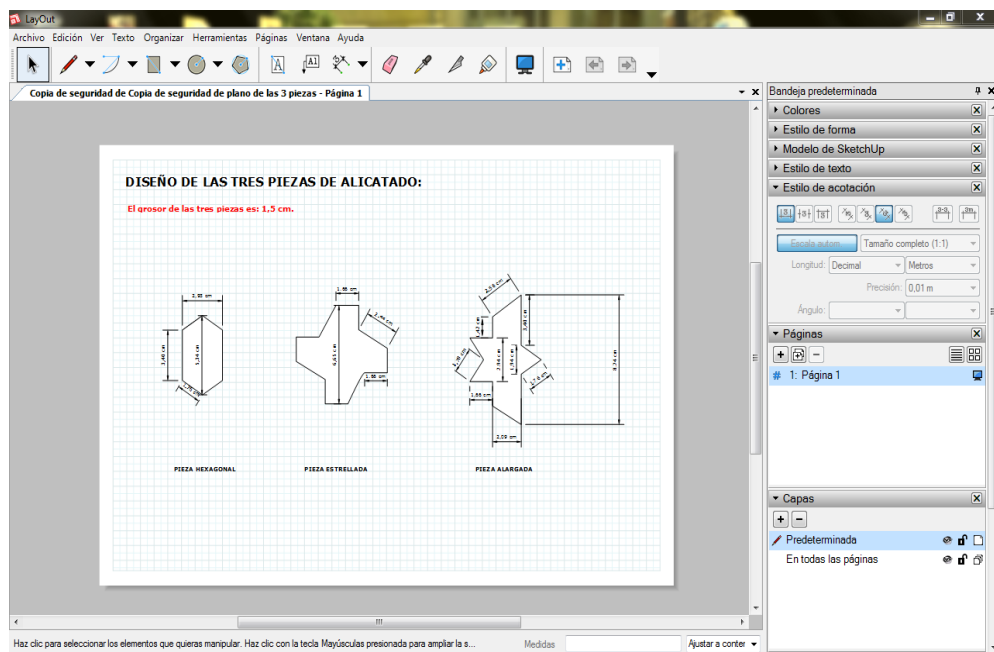 LayOut
Archivo Edición Ver Texto Organizar Herramientas Páginas Ventana Ayuda
A A1
Copia de seguridad de Copia de seguridad de plano de las 3 piezas - Página 1
Bandeja predeterminada
Colores
Estilo de forma
Modelo de SketchUp
Estilo de texto
Estilo de acotación
Escala autom. Tamaño completo (1:1)
Longitud: Decimal Metros
Precisión: 0,01 m
Ángulo:
Páginas
# 1: Página 1
Capas
Predeterminada
En todas las páginas
DISEÑO DE LAS TRES PIEZAS DE ALICATADO:
El grosor de las tres piezas es: 1,5 cm.
PIEZA HEXAGONAL
PIEZA ESTRELLADA
PIEZA ALARGADA
Haz clic para seleccionar los elementos que quieras manipular. Haz clic con la tecla Mayúsculas presionada para ampliar la s...
Medidas
Ajustar a conter